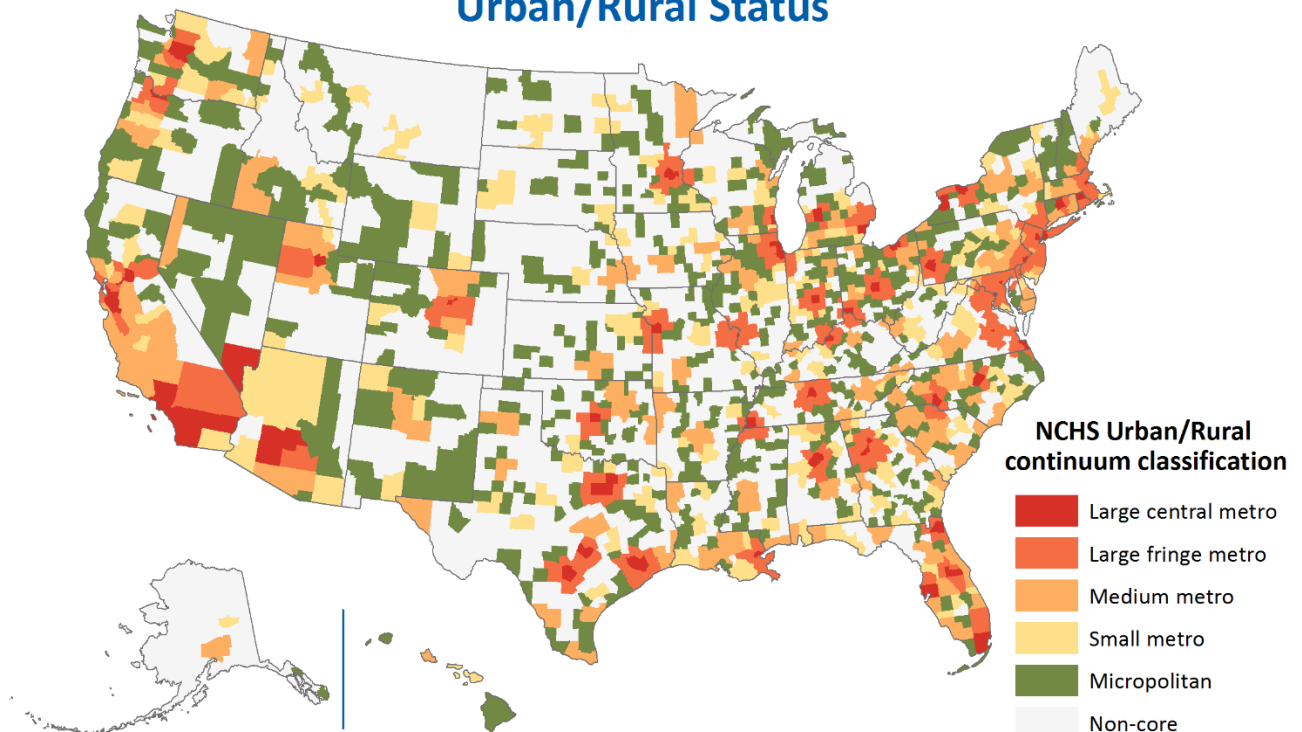 Urban/Rural Status
NCHS Urban/Rural
continuum classification
Large central metro
Large fringe metro
Medium metro
Small metro
Micropolitan
Non-core